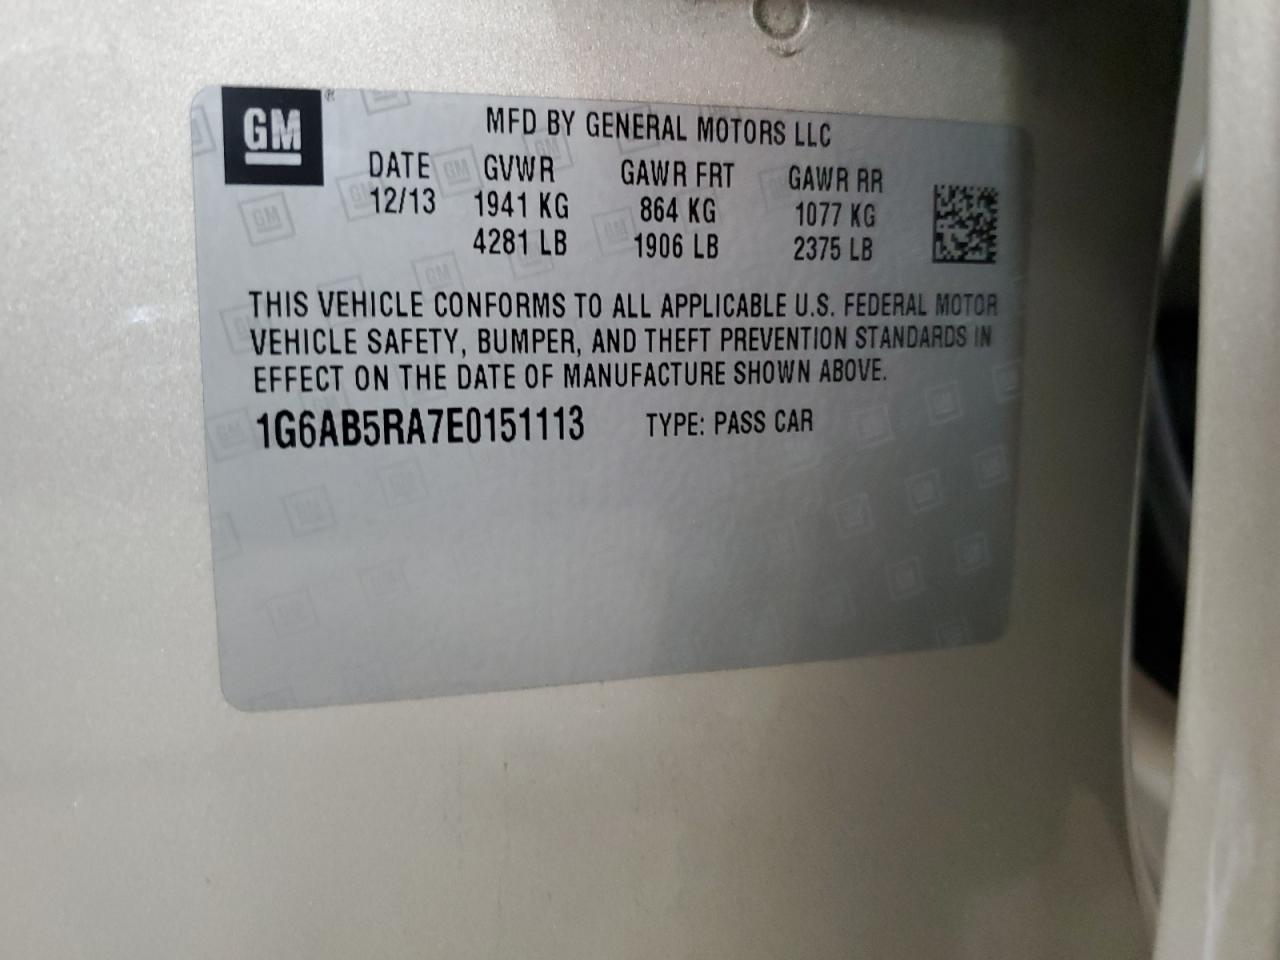 GM ®
MFD BY GENERAL MOTORS LLC
DATE GVWR GAWR FRT GAWR RR
12/13 1941 KG 864 KG 1077 KG
4281 LB 1906 LB 2375 LB
THIS VEHICLE CONFORMS TO ALL APPLICABLE U.S. FEDERAL MOTOR
VEHICLE SAFETY, BUMPER, AND THEFT PREVENTION STANDARDS IN
EFFECT ON THE DATE OF MANUFACTURE SHOWN ABOVE.
1G6AB5RA7E0151113 TYPE: PASS CAR